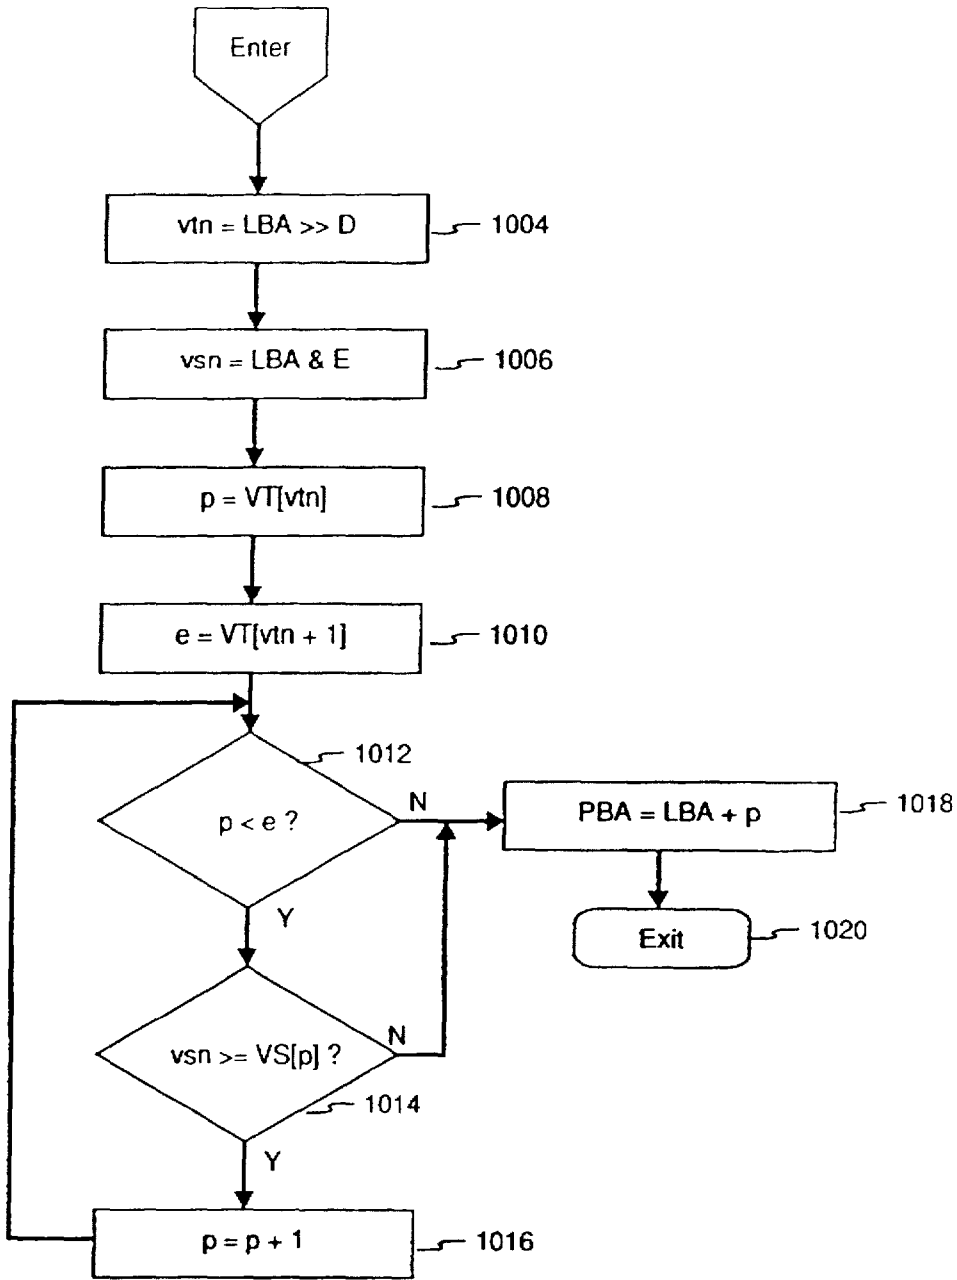 Enter
vtn = LBA >> D
1004
vsn = LBA & E
1006
p = VT[vtn]
1008
e = VT[vtn + 1]
1010
1012
p < e ?
N
PBA = LBA + p
1018
Y
Exit
1020
vsn >= VS[p] ?
N
1014
Y
p = p + 1
1016